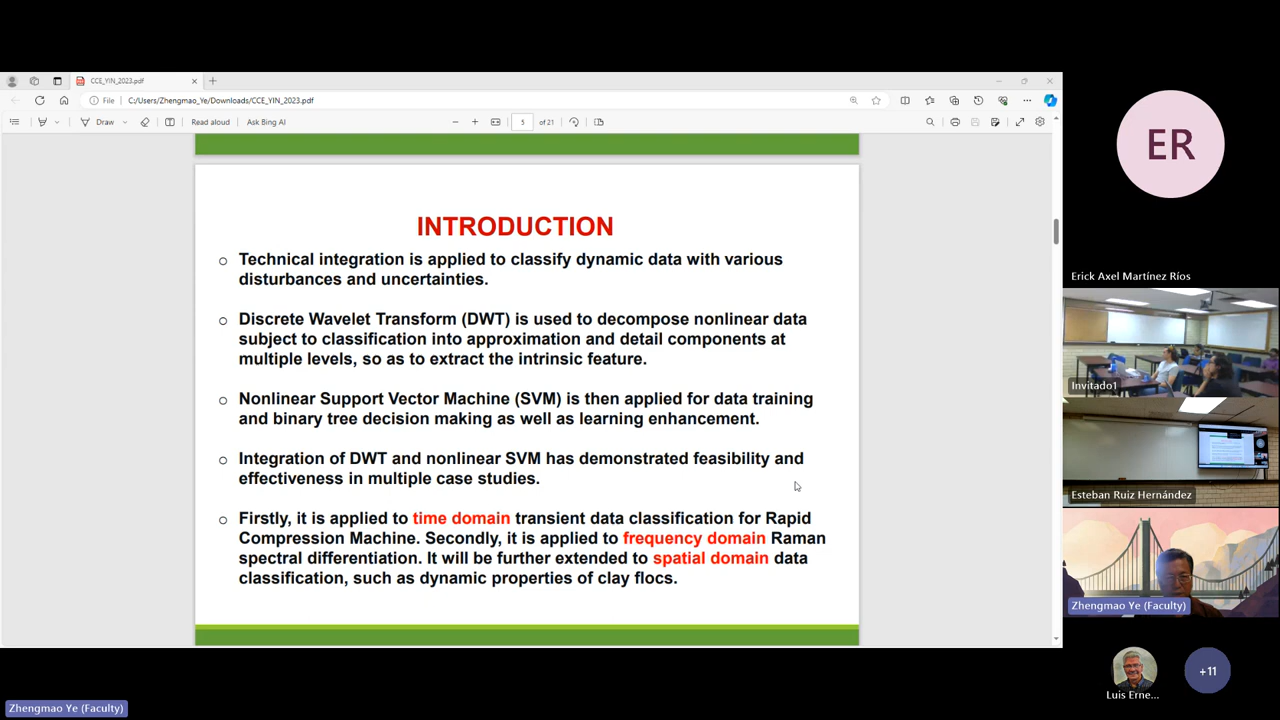 CCE_YIN_2023.pdf
File
C:/Users/Zhengmao_Ye/Downloads/CCE_YIN_2023.pdf
Draw
Read aloud
Ask Bing AI
5
of 21
INTRODUCTION
Technical integration is applied to classify dynamic data with various
disturbances and uncertainties.
Discrete Wavelet Transform (DWT) is used to decompose nonlinear data
subject to classification into approximation and detail components at
multiple levels, so as to extract the intrinsic feature.
Nonlinear Support Vector Machine (SVM) is then applied for data training
and binary tree decision making as well as learning enhancement.
Integration of DWT and nonlinear SVM has demonstrated feasibility and
effectiveness in multiple case studies.
Firstly, it is applied to time domain transient data classification for Rapid
Compression Machine. Secondly, it is applied to frequency domain Raman
spectral differentiation. It will be further extended to spatial domain data
classification, such as dynamic properties of clay flocs.
ER
Erick Axel Martínez Ríos
Invitado1
Esteban Ruiz Hernández
Zhengmao Ye (Faculty)
Luis Erne...
+11
Zhengmao Ye (Faculty)